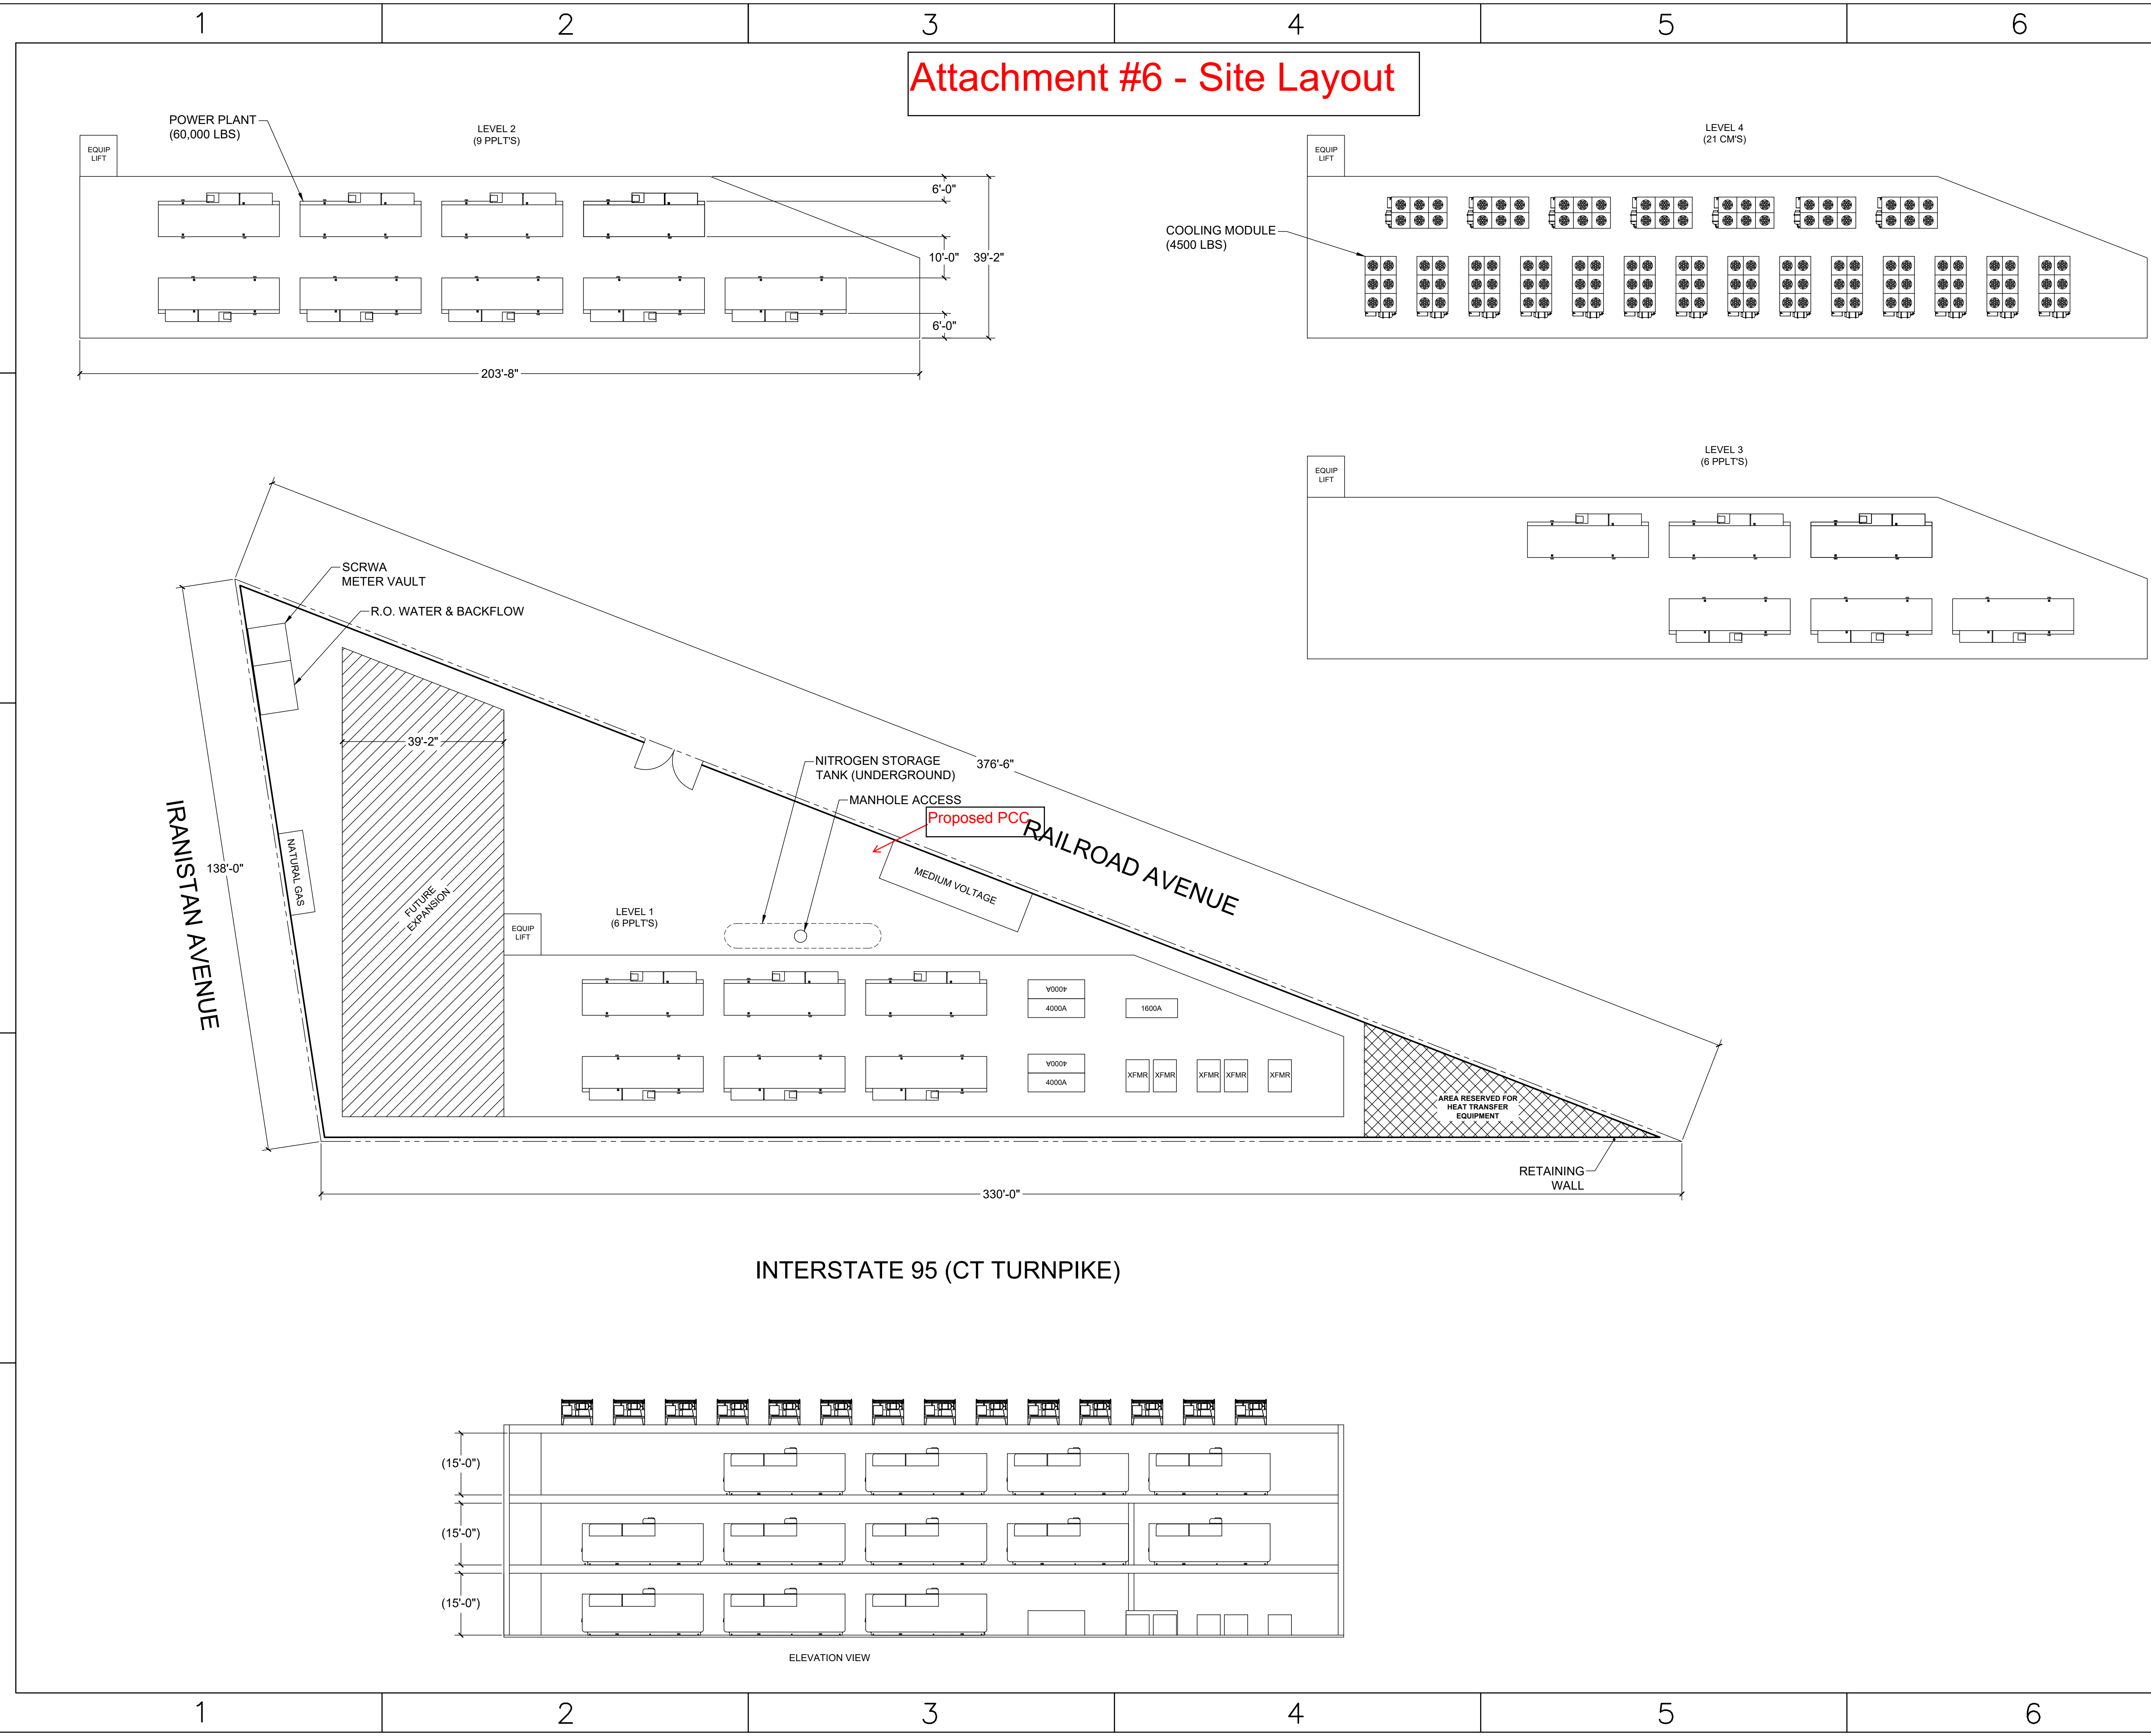 1 2 3 4 5 6
Attachment #6 - Site Layout
POWER PLANT
(60,000 LBS)
LEVEL 2
(9 PPLT'S)
EQUIP
LIFT
6'-0"
10'-0"
39'-2"
6'-0"
203'-8"
LEVEL 4
(21 CM'S)
EQUIP
LIFT
COOLING MODULE
(4500 LBS)
LEVEL 3
(6 PPLT'S)
EQUIP
LIFT
SCRWA
METER VAULT
R.O. WATER & BACKFLOW
39'-2"
NITROGEN STORAGE
TANK (UNDERGROUND)
376'-6"
MANHOLE ACCESS
Proposed PCC
RAILROAD AVENUE
IRANISTAN AVENUE
138'-0"
NATURAL GAS
MEDIUM VOLTAGE
FUTURE
EXPANSION
LEVEL 1
(6 PPLT'S)
EQUIP
LIFT
4000A
4000A
1600A
4000A
4000A
XFMR XFMR XFMR XFMR XFMR
AREA RESERVED FOR
HEAT TRANSFER
EQUIPMENT
RETAINING
WALL
330'-0"
INTERSTATE 95 (CT TURNPIKE)
(15'-0")
(15'-0")
(15'-0")
ELEVATION VIEW
1 2 3 4 5 6